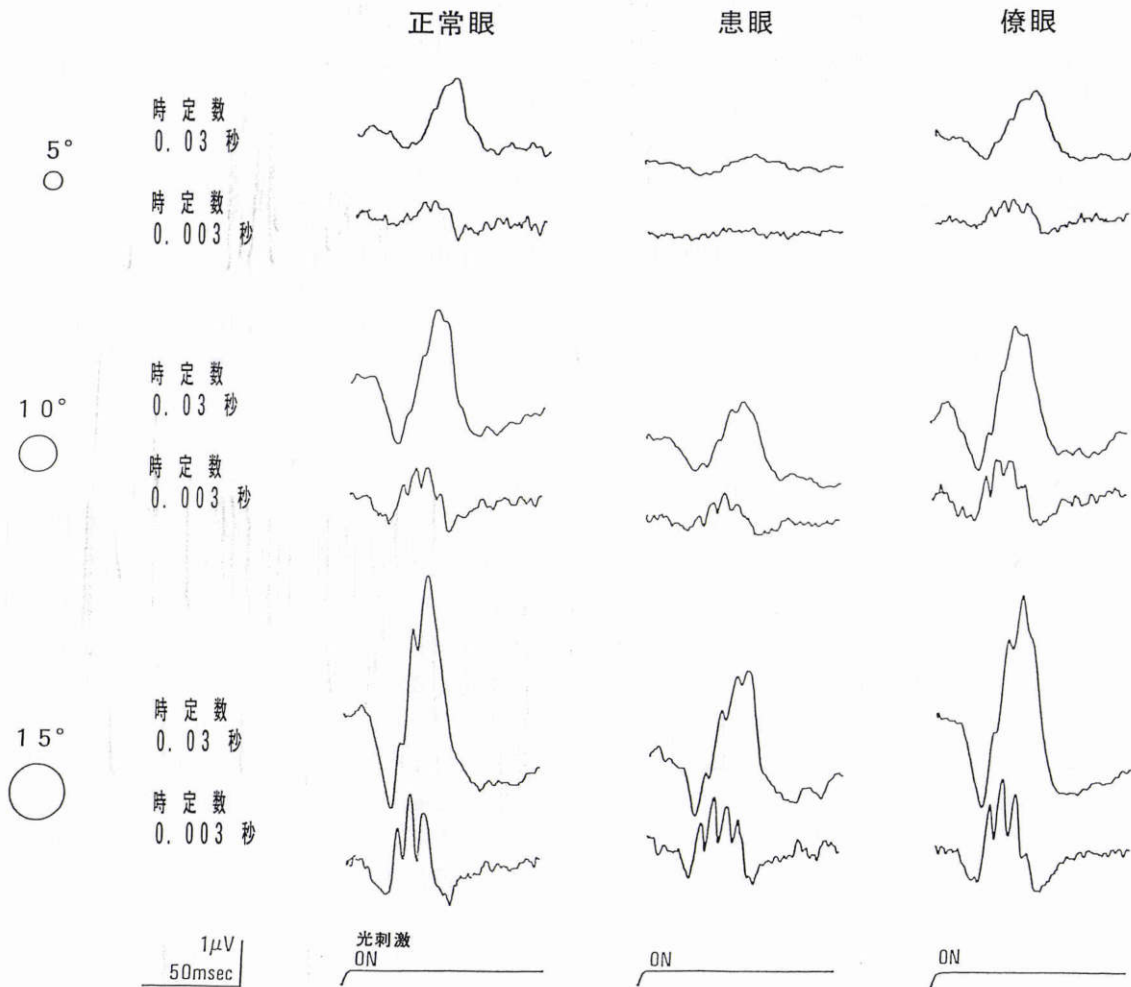 正常眼
患眼
僚眼
5°
時定数
0.03 秒
時定数
0.003 秒
10°
時定数
0.03 秒
時定数
0.003 秒
15°
時定数
0.03 秒
時定数
0.003 秒
1μV
50msec
光刺激
ON
ON
ON